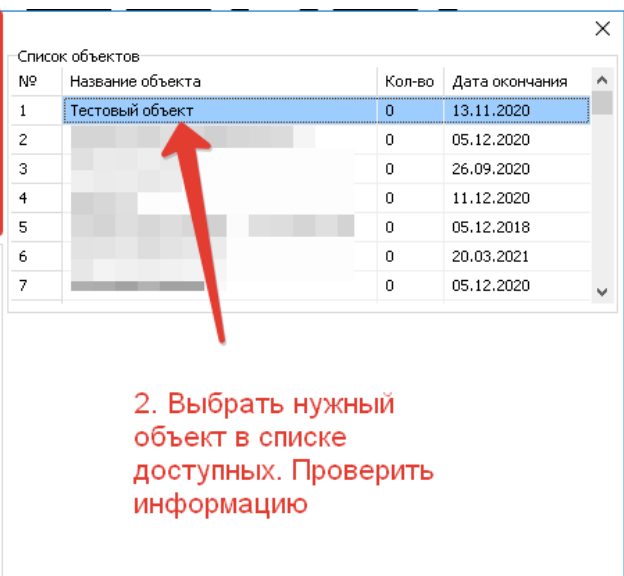 Список объектов
№ Название объекта Кол-во Дата окончания
1 Тестовый объект 0 13.11.2020
2 0 05.12.2020
3 0 26.09.2020
4 0 11.12.2020
5 0 05.12.2018
6 0 20.03.2021
7 0 05.12.2020
2. Выбрать нужный
объект в списке
доступных. Проверить
информацию